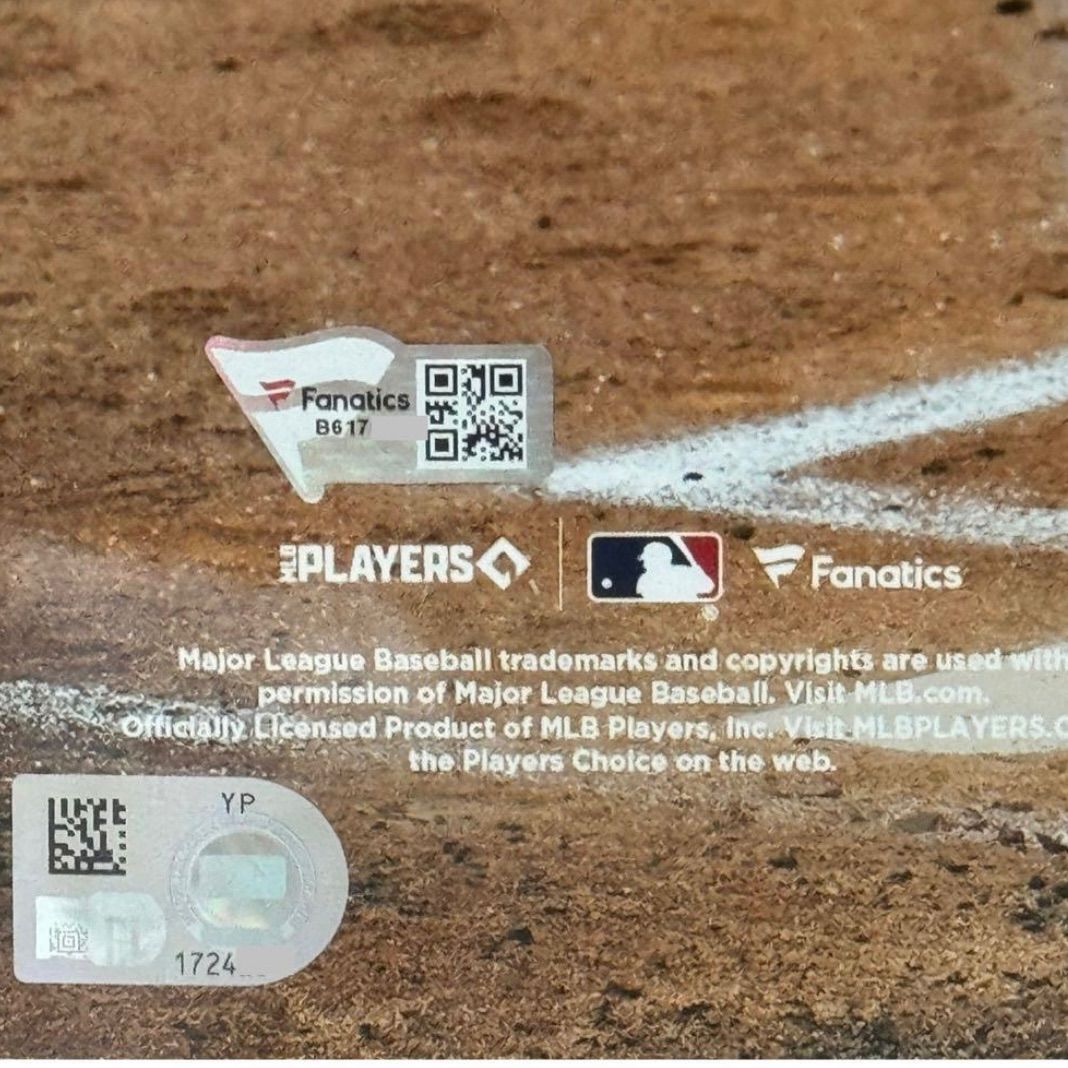 Fanatics
B617
MLB PLAYERS
Fanatics
Major League Baseball trademarks and copyrights are used with
permission of Major League Baseball. Visit MLB.com.
Officially Licensed Product of MLB Players, Inc. Visit MLBPLAYERS.C
the Players Choice on the web.
YP
1724